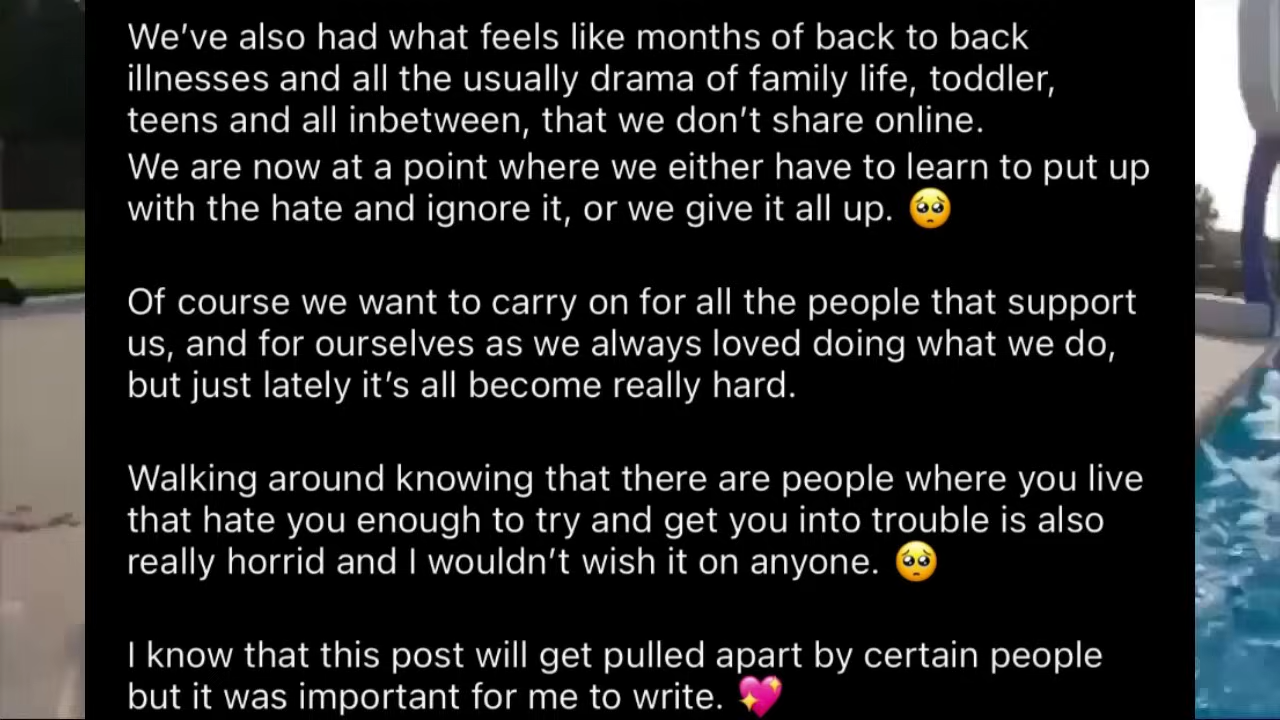 We’ve also had what feels like months of back to back
illnesses and all the usually drama of family life, toddler,
teens and all inbetween, that we don’t share online.
We are now at a point where we either have to learn to put up
with the hate and ignore it, or we give it all up. 🥺
Of course we want to carry on for all the people that support
us, and for ourselves as we always loved doing what we do,
but just lately it’s all become really hard.
Walking around knowing that there are people where you live
that hate you enough to try and get you into trouble is also
really horrid and I wouldn’t wish it on anyone. 🥺
I know that this post will get pulled apart by certain people
but it was important for me to write. 💖